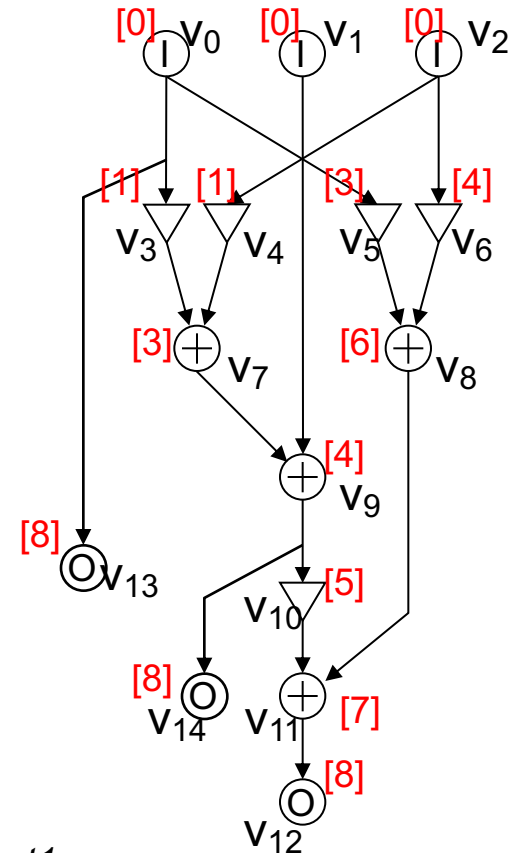 [0] v0 [0] v1 [0] v2
I I I
[1] [1] [3] [4]
v3 v4 v5 v6
[3] + v7 [6] + v8
[4]
+ v9
[8]
O v13
[5]
v10
[8] O v14
+ v11 [7]
[8]
O
v12